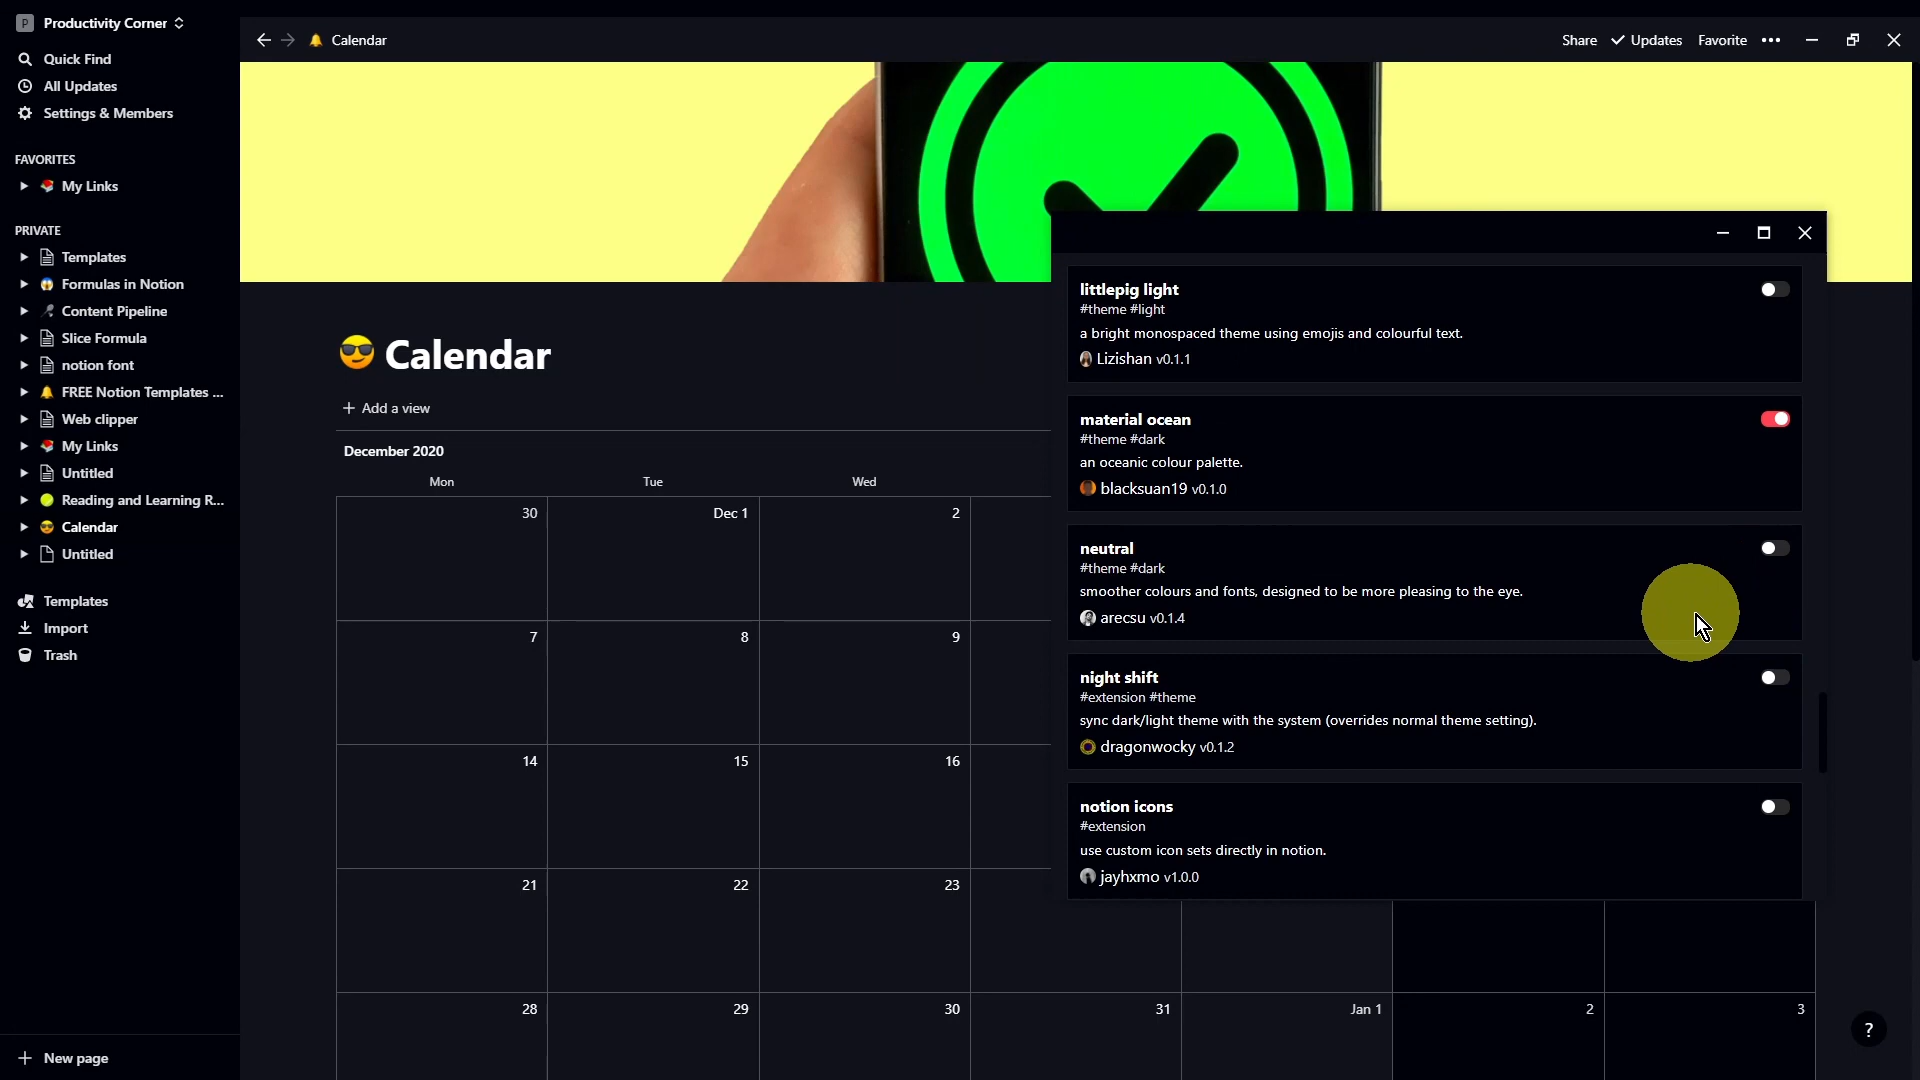 P Productivity Corner
Quick Find
All Updates
Settings & Members
FAVORITES
My Links
PRIVATE
Templates
Formulas in Notion
Content Pipeline
Slice Formula
notion font
FREE Notion Templates ...
Web clipper
My Links
Untitled
Reading and Learning R...
Calendar
Untitled
Templates
Import
Trash
+ New page
Calendar
Share Updates Favorite •••
Calendar
+ Add a view
December 2020
Mon Tue Wed
30 Dec 1 2
7 8 9
14 15 16
21 22 23
28 29 30 31 Jan 1 2 3
littlepig light
#theme #light
a bright monospaced theme using emojis and colourful text.
Lizishan v0.1.1
material ocean
#theme #dark
an oceanic colour palette.
blacksuan19 v0.1.0
neutral
#theme #dark
smoother colours and fonts, designed to be more pleasing to the eye.
arecsu v0.1.4
night shift
#extension #theme
sync dark/light theme with the system (overrides normal theme setting).
dragonwocky v0.1.2
notion icons
#extension
use custom icon sets directly in notion.
jayhxmo v1.0.0
?